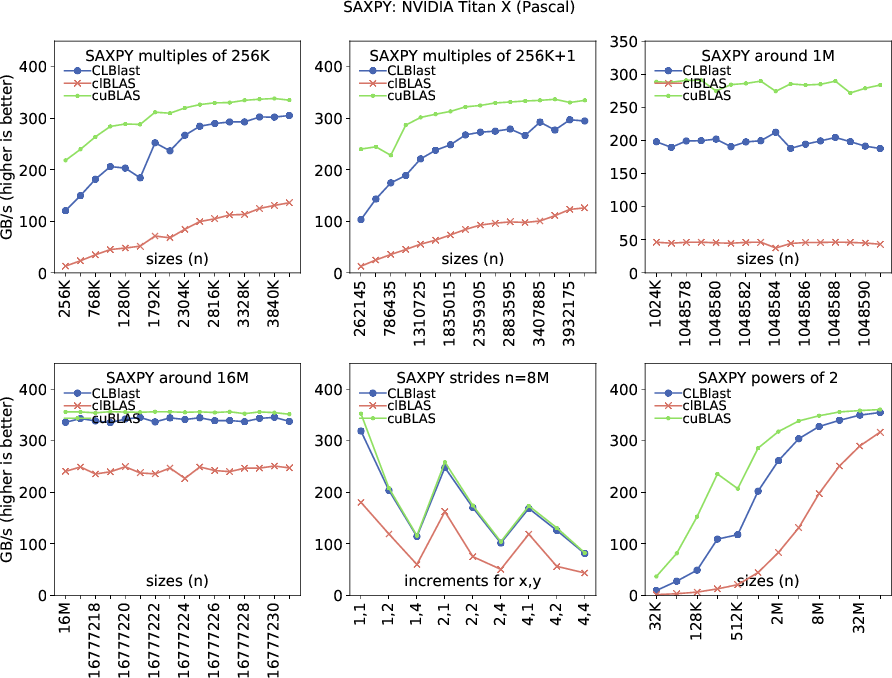 SAXPY: NVIDIA Titan X (Pascal)
GB/s (higher is better)
SAXPY multiples of 256K
CLBlast
clBLAS
cuBLAS
400
300
200
100
0
sizes (n)
256K
768K
1280K
1792K
2304K
2816K
3328K
3840K
SAXPY multiples of 256K+1
CLBlast
clBLAS
cuBLAS
400
300
200
100
0
sizes (n)
262145
786435
1310725
1835015
2359305
2883595
3407885
3932175
SAXPY around 1M
CLBlast
clBLAS
cuBLAS
350
300
250
200
150
100
50
0
sizes (n)
1024K
1048578
1048580
1048582
1048584
1048586
1048588
1048590
GB/s (higher is better)
SAXPY around 16M
CLBlast
clBLAS
cuBLAS
400
300
200
100
0
sizes (n)
16M
16777218
16777220
16777222
16777224
16777226
16777228
16777230
SAXPY strides n=8M
CLBlast
clBLAS
cuBLAS
400
300
200
100
0
increments for x,y
1,1
1,2
1,4
2,1
2,2
2,4
4,1
4,2
4,4
SAXPY powers of 2
CLBlast
clBLAS
cuBLAS
400
300
200
100
0
sizes (n)
32K
128K
512K
2M
8M
32M